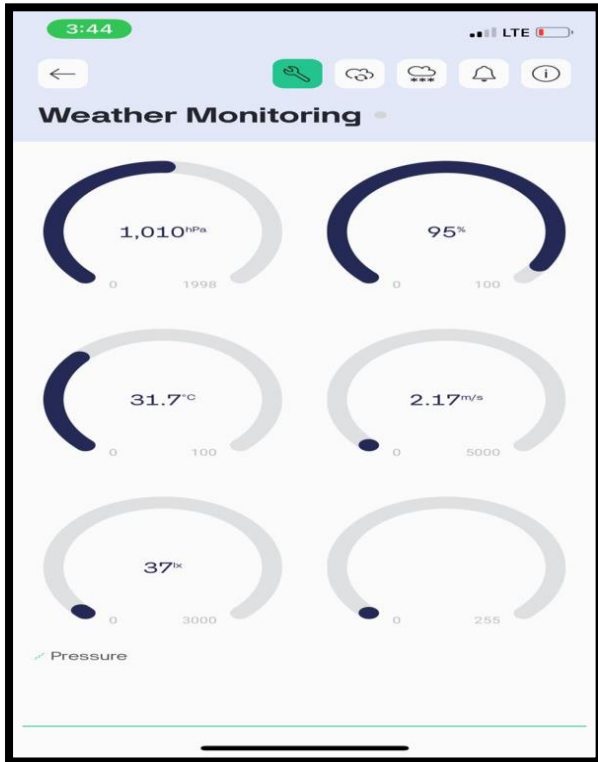 3:44 LTE
Weather Monitoring
1,010hPa 95%
0 1998 0 100
31.7°C 2.17m/s
0 100 0 5000
37lx
0 3000 0 255
Pressure